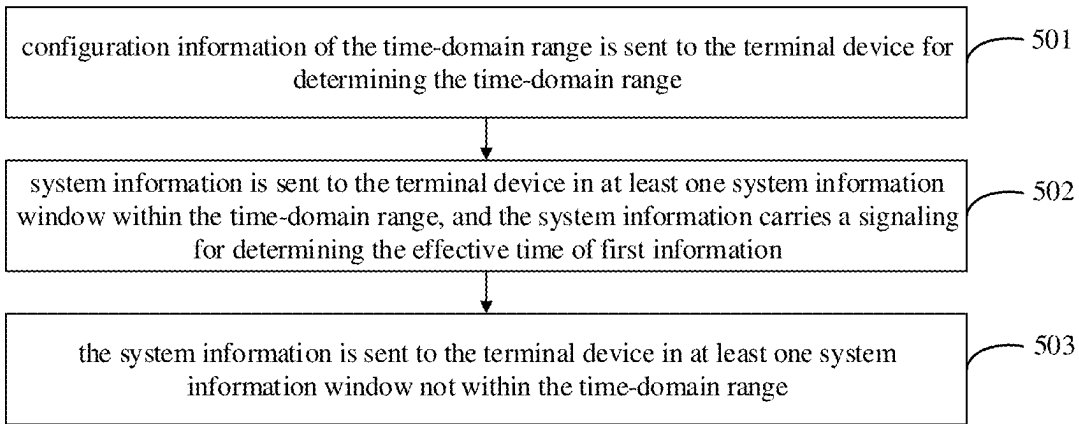 configuration information of the time-domain range is sent to the terminal device for
determining the time-domain range
501
system information is sent to the terminal device in at least one system information
window within the time-domain range, and the system information carries a signaling
for determining the effective time of first information
502
the system information is sent to the terminal device in at least one system
information window not within the time-domain range
503